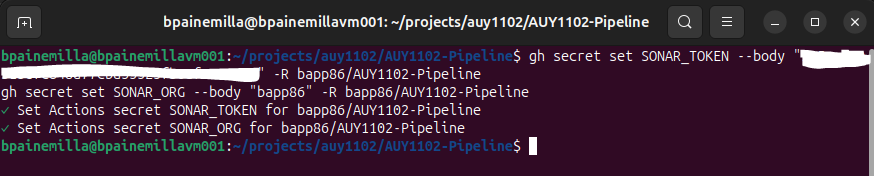 bpainemilla@bpainemillavm001: ~/projects/auy1102/AUY1102-Pipeline
bpainemilla@bpainemillavm001:~/projects/auy1102/AUY1102-Pipeline$ gh secret set SONAR_TOKEN --body "
" -R bapp86/AUY1102-Pipeline
gh secret set SONAR_ORG --body "bapp86" -R bapp86/AUY1102-Pipeline
✓ Set Actions secret SONAR_TOKEN for bapp86/AUY1102-Pipeline
✓ Set Actions secret SONAR_ORG for bapp86/AUY1102-Pipeline
bpainemilla@bpainemillavm001:~/projects/auy1102/AUY1102-Pipeline$